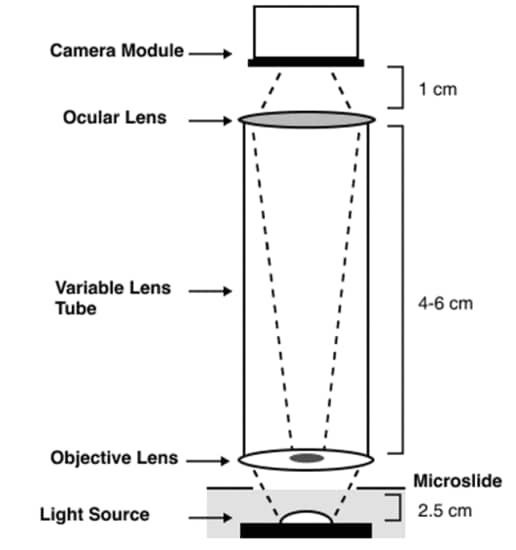 Camera Module
1 cm
Ocular Lens
Variable Lens
Tube
4-6 cm
Objective Lens
Microslide
2.5 cm
Light Source